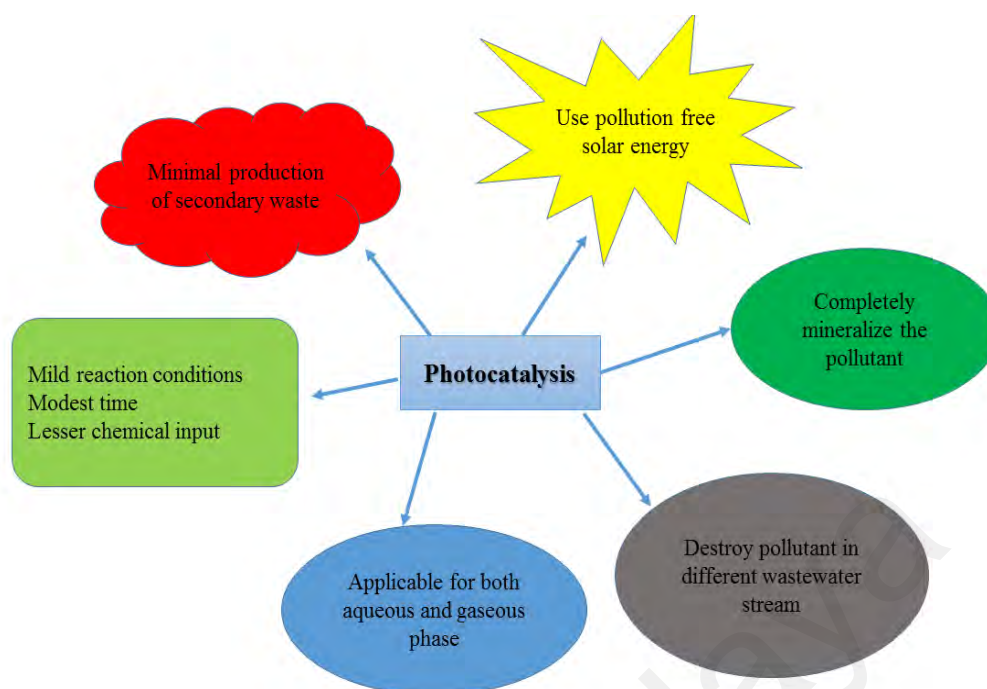 Use pollution free
solar energy
Minimal production
of secondary waste
Completely
mineralize the
pollutant
Photocatalysis
Mild reaction conditions
Modest time
Lesser chemical input
Destroy pollutant in
different wastewater
stream
Applicable for both
aqueous and gaseous
phase